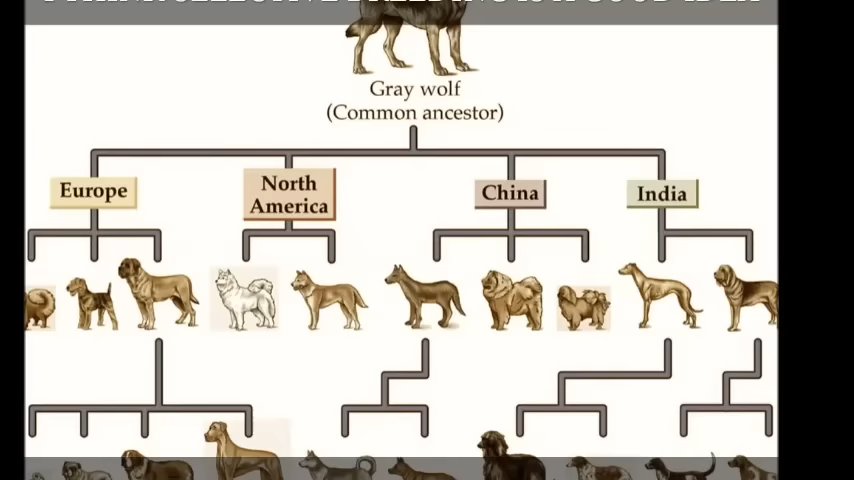 Gray wolf
(Common ancestor)
Europe
North
America
China
India